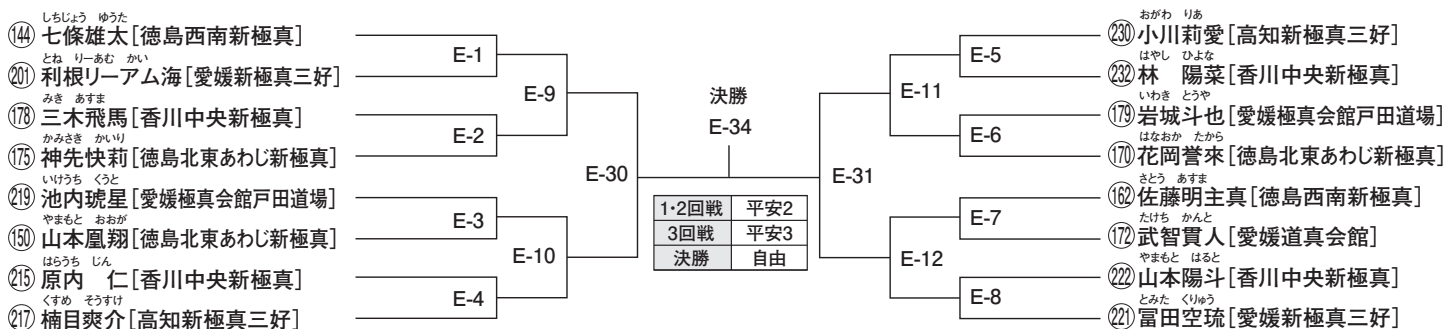 しちじょう ゆうた
144 七條雄太[徳島西南新極真]
とね りーあむ かい
201 利根リーアム海[愛媛新極真三好]
みき あすま
178 三木飛馬[香川中央新極真]
かみさき かいり
175 神先快莉[徳島北東あわじ新極真]
いけうち くうと
219 池内琥星[愛媛極真会館戸田道場]
やまもと おおが
150 山本凰翔[徳島北東あわじ新極真]
はらうち じん
215 原内 仁[香川中央新極真]
くすめ そうすけ
217 楠目爽介[高知新極真三好]
E-1
E-2
E-3
E-4
E-9
E-10
E-30
決勝
E-34
1・2回戦 平安2
3回戦 平安3
決勝 自由
E-31
E-11
E-12
E-5
E-6
E-7
E-8
おがわ りあ
230 小川莉愛[高知新極真三好]
はやし ひよな
232 林 陽菜[香川中央新極真]
いわき とうや
179 岩城斗也[愛媛極真会館戸田道場]
はなおか たから
170 花岡誉來[徳島北東あわじ新極真]
さとう あすま
162 佐藤明主真[徳島西南新極真]
たけち かんと
172 武智貫人[愛媛道真会館]
やまもと はると
222 山本陽斗[香川中央新極真]
とみた くりゅう
221 冨田空琉[愛媛新極真三好]